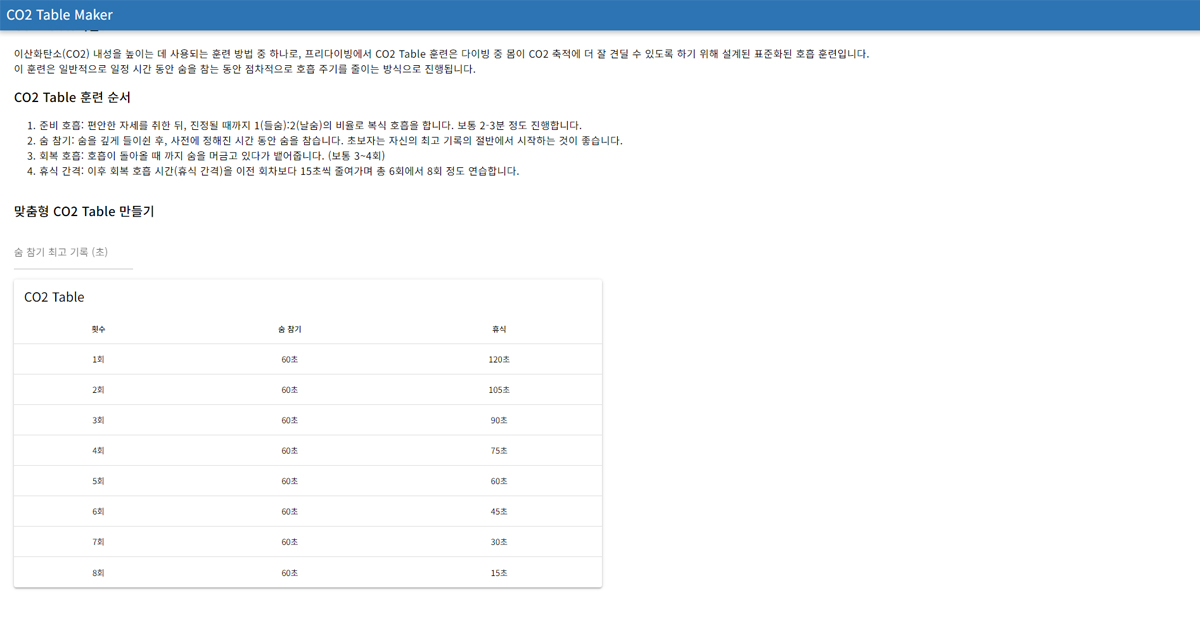 CO2 Table Maker
이산화탄소(CO2) 내성을 높이는 데 사용되는 훈련 방법 중 하나로, 프리다이빙에서 CO2 Table 훈련은 다이빙 중 몸이 CO2 축적에 더 잘 견딜 수 있도록 하기 위해 설계된 표준화된 호흡 훈련입니다.
이 훈련은 일반적으로 일정 시간 동안 숨을 참는 동안 점차적으로 호흡 주기를 줄이는 방식으로 진행됩니다.
CO2 Table 훈련 순서
1. 준비 호흡: 편안한 자세를 취한 뒤, 진정될 때까지 1(들숨):2(날숨)의 비율로 복식 호흡을 합니다. 보통 2-3분 정도 진행합니다.
2. 숨 참기: 숨을 깊게 들이쉰 후, 사전에 정해진 시간 동안 숨을 참습니다. 초보자는 자신의 최고 기록의 절반에서 시작하는 것이 좋습니다.
3. 회복 호흡: 호흡이 돌아올 때 까지 숨을 머금고 있다가 뱉어줍니다. (보통 3~4회)
4. 휴식 간격: 이후 회복 호흡 시간(휴식 간격)을 이전 회차보다 15초씩 줄여가며 총 6회에서 8회 정도 연습합니다.
맞춤형 CO2 Table 만들기
숨 참기 최고 기록 (초)
CO2 Table
횟수 숨 참기 휴식
1회 60초 120초
2회 60초 105초
3회 60초 90초
4회 60초 75초
5회 60초 60초
6회 60초 45초
7회 60초 30초
8회 60초 15초